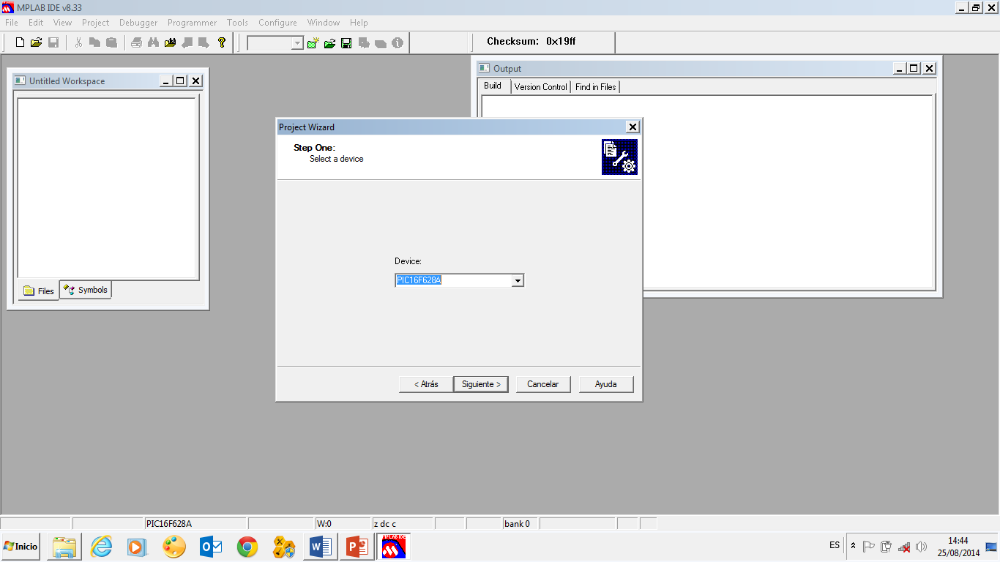 MPLAB IDE v8.33
File Edit View Project Debugger Programmer Tools Configure Window Help
Checksum: 0x19ff
Untitled Workspace
Files
Symbols
Output
Build
Version Control
Find in Files
Project Wizard
Step One:
Select a device
Device:
PIC16F628A
< Atrás
Siguiente >
Cancelar
Ayuda
PIC16F628A
W:0
z dc c
bank 0
Inicio
MPLAB IDE
ES
14:44
25/08/2014